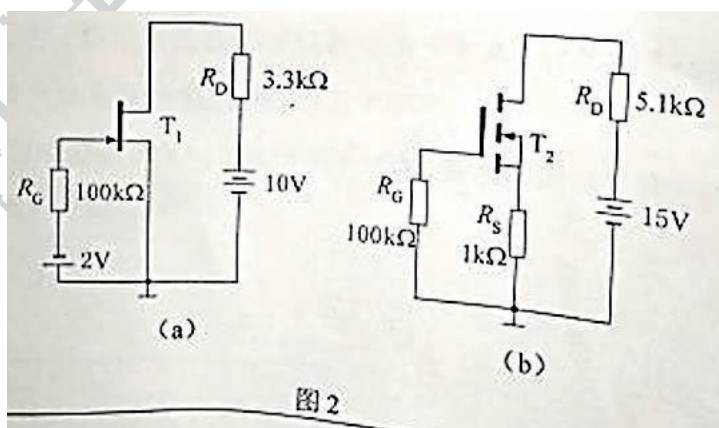 R_D 3.3kΩ
T_1
R_G 100kΩ
10V
2V
(a)
R_D 5.1kΩ
T_2
R_G
100kΩ
R_S
1kΩ
15V
(b)
图2